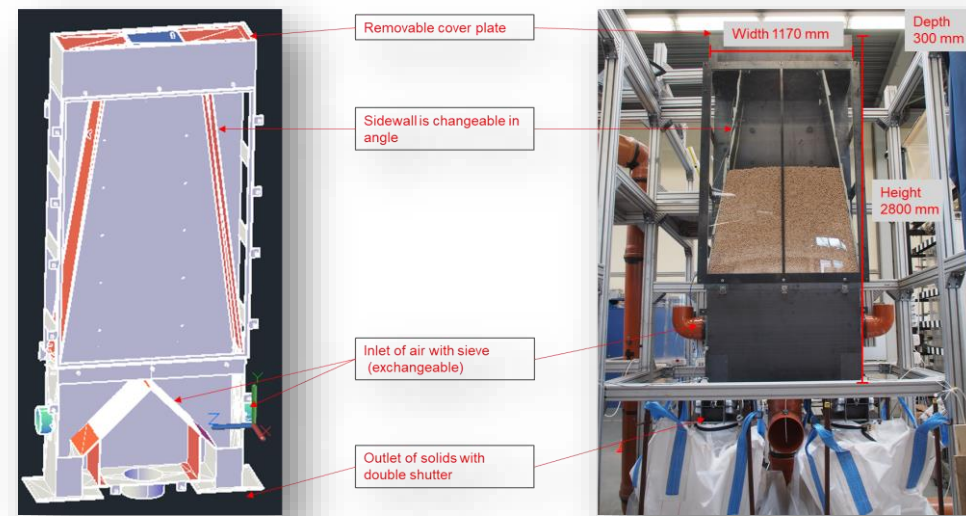 Removable cover plate
Width 1170 mm
Depth
300 mm
Sidewall is changeable in
angle
Height
2800 mm
Inlet of air with sieve
(exchangeable)
Outlet of solids with
double shutter
Y
Z
X